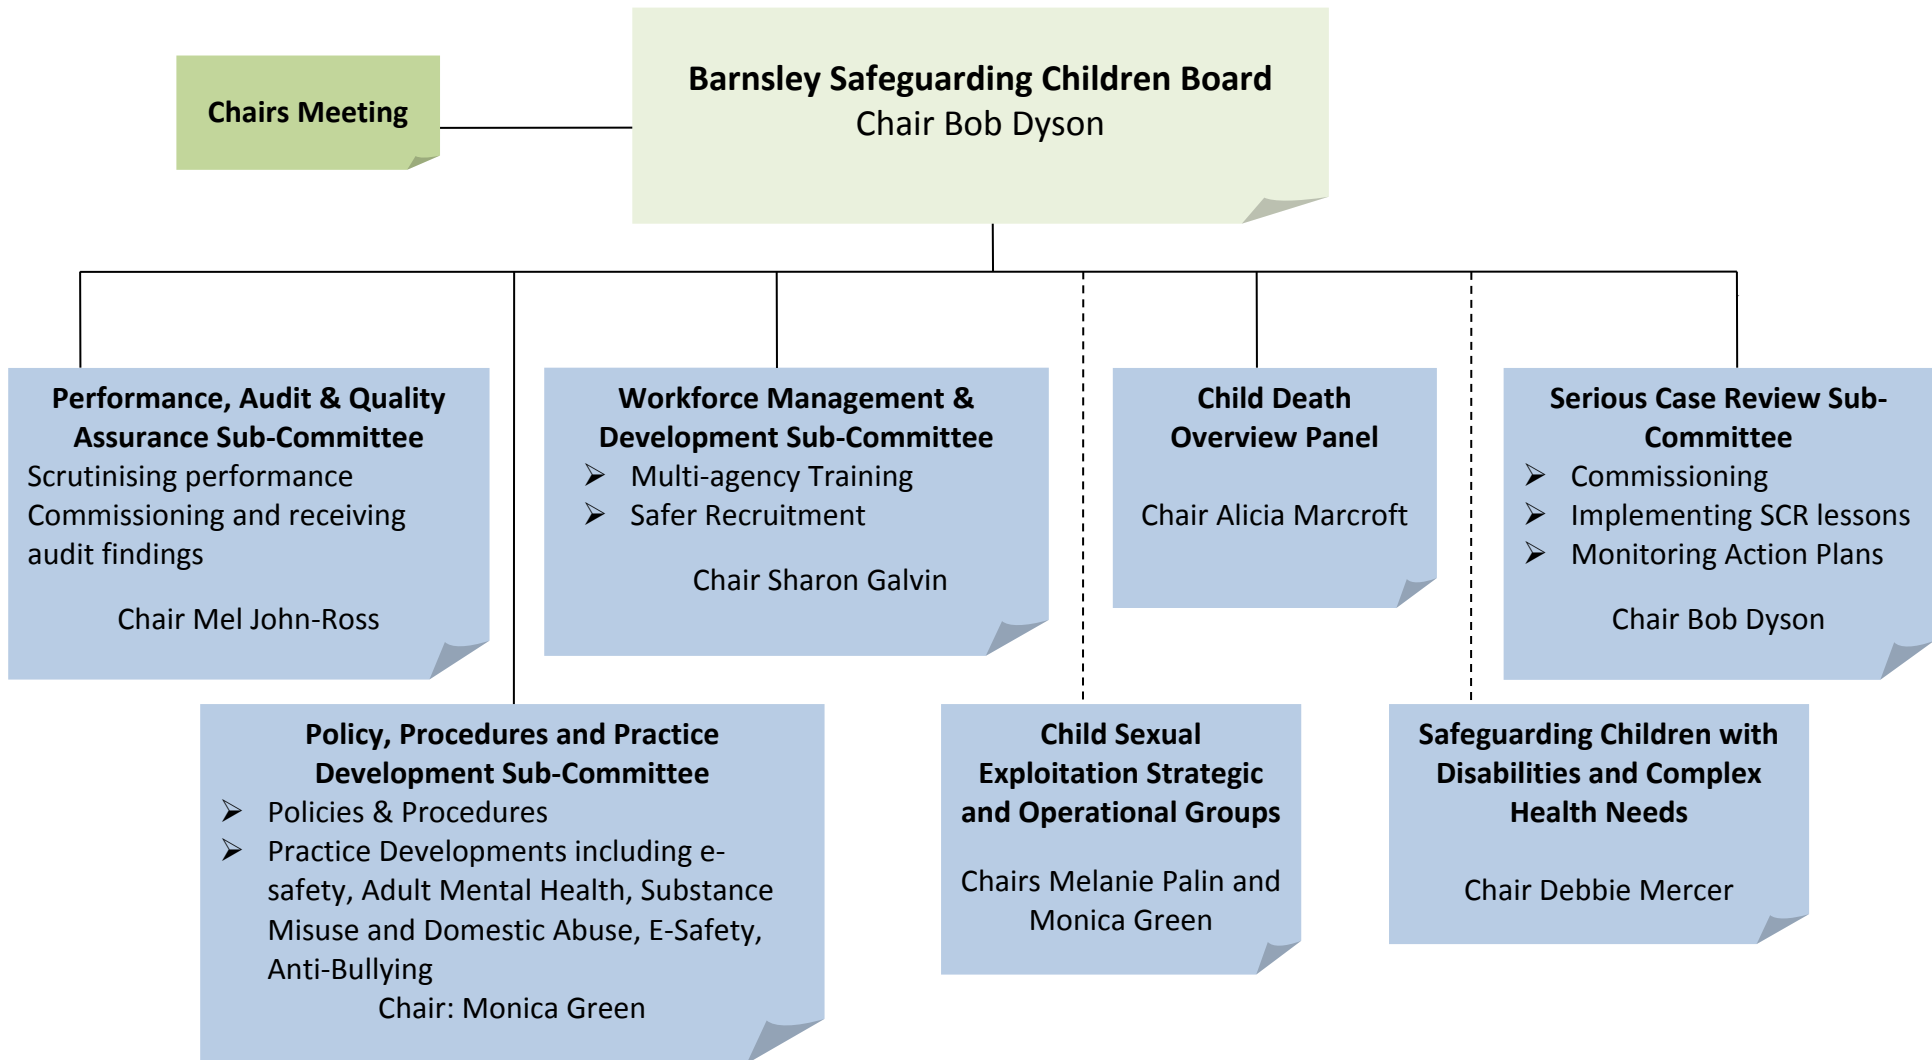 Chairs Meeting
Barnsley Safeguarding Children Board
Chair Bob Dyson
Performance, Audit & Quality
Assurance Sub-Committee
Scrutinising performance
Commissioning and receiving
audit findings
Chair Mel John-Ross
Workforce Management &
Development Sub-Committee
➢ Multi-agency Training
➢ Safer Recruitment
Chair Sharon Galvin
Child Death
Overview Panel
Chair Alicia Marcroft
Serious Case Review Sub-
Committee
➢ Commissioning
➢ Implementing SCR lessons
➢ Monitoring Action Plans
Chair Bob Dyson
Policy, Procedures and Practice
Development Sub-Committee
➢ Policies & Procedures
➢ Practice Developments including e-
safety, Adult Mental Health, Substance
Misuse and Domestic Abuse, E-Safety,
Anti-Bullying
Chair: Monica Green
Child Sexual
Exploitation Strategic
and Operational Groups
Chairs Melanie Palin and
Monica Green
Safeguarding Children with
Disabilities and Complex
Health Needs
Chair Debbie Mercer